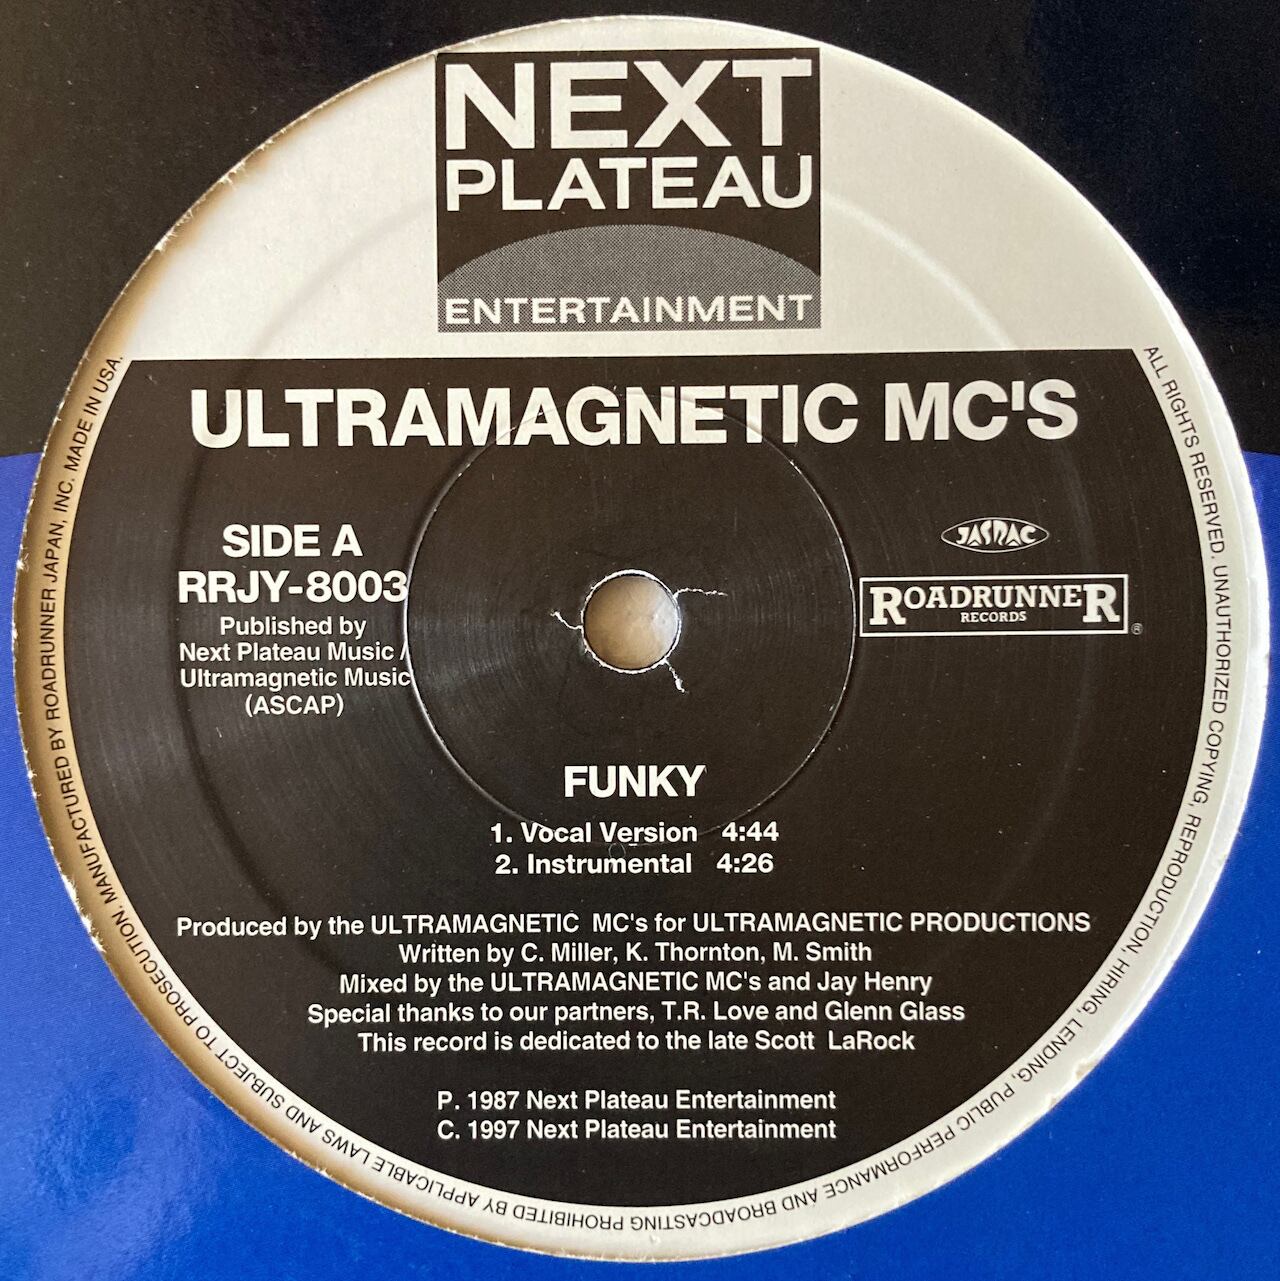 NEXT
PLATEAU
ENTERTAINMENT
ULTRAMAGNETIC MC'S
SIDE A
RRJY-8003
Published by
Next Plateau Music /
Ultramagnetic Music
(ASCAP)
JASRAC
ROADRUNNER
RECORDS
®
FUNKY
1. Vocal Version 4:44
2. Instrumental 4:26
Produced by the ULTRAMAGNETIC MC's for ULTRAMAGNETIC PRODUCTIONS
Written by C. Miller, K. Thornton, M. Smith
Mixed by the ULTRAMAGNETIC MC's and Jay Henry
Special thanks to our partners, T.R. Love and Glenn Glass
This record is dedicated to the late Scott LaRock
P. 1987 Next Plateau Entertainment
C. 1997 Next Plateau Entertainment
ALL RIGHTS RESERVED. UNAUTHORIZED COPYING, REPRODUCTION, HIRING, LENDING, PUBLIC PERFORMANCE AND BROADCASTING PROHIBITED BY APPLICABLE LAWS AND SUBJECT TO PROSECUTION. MANUFACTURED BY ROADRUNNER JAPAN, INC. MADE IN USA.